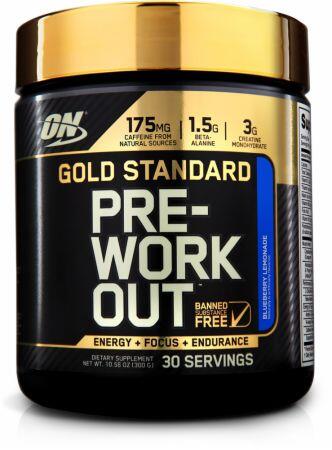 ON
175MG
CAFFEINE FROM
NATURAL SOURCES
1.5G
BETA-
ALANINE
3G
CREATINE
MONOHYDRATE
GOLD STANDARD
PRE-
WORK
OUT™
BLUEBERRY LEMONADE
BANNED
SUBSTANCE
FREE
ENERGY + FOCUS + ENDURANCE
DIETARY SUPPLEMENT
NET WT. 10.58 OZ (300 G)
30 SERVINGS